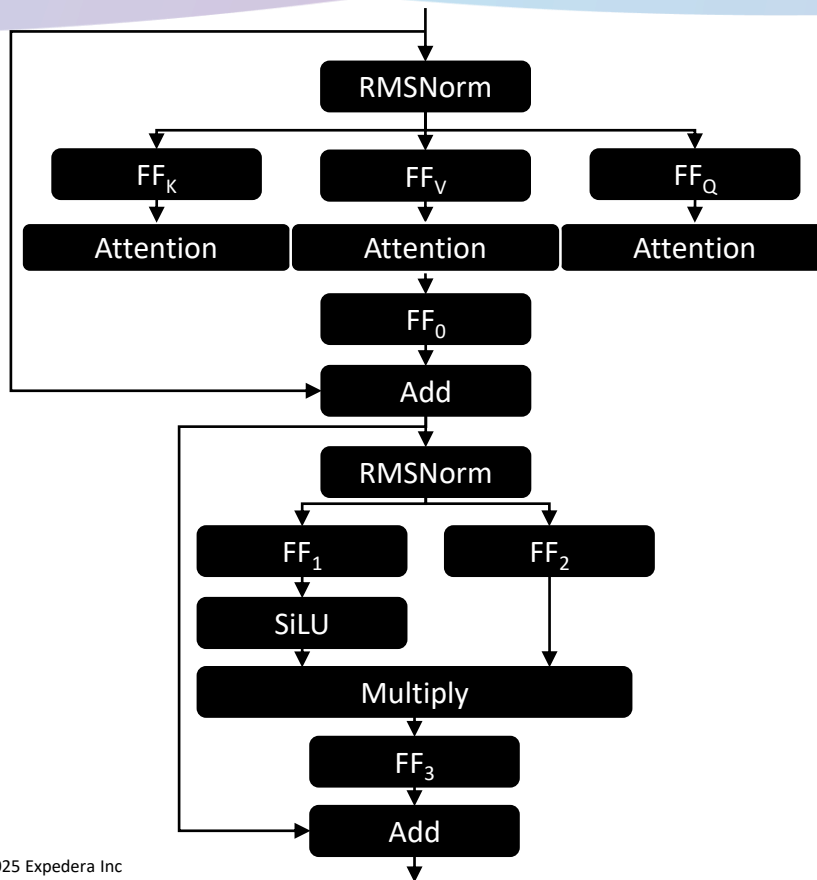 RMSNorm
FFK FFV FFQ
Attention Attention Attention
FF0
Add
RMSNorm
FF1 FF2
SiLU
Multiply
FF3
Add
25 Expedera Inc